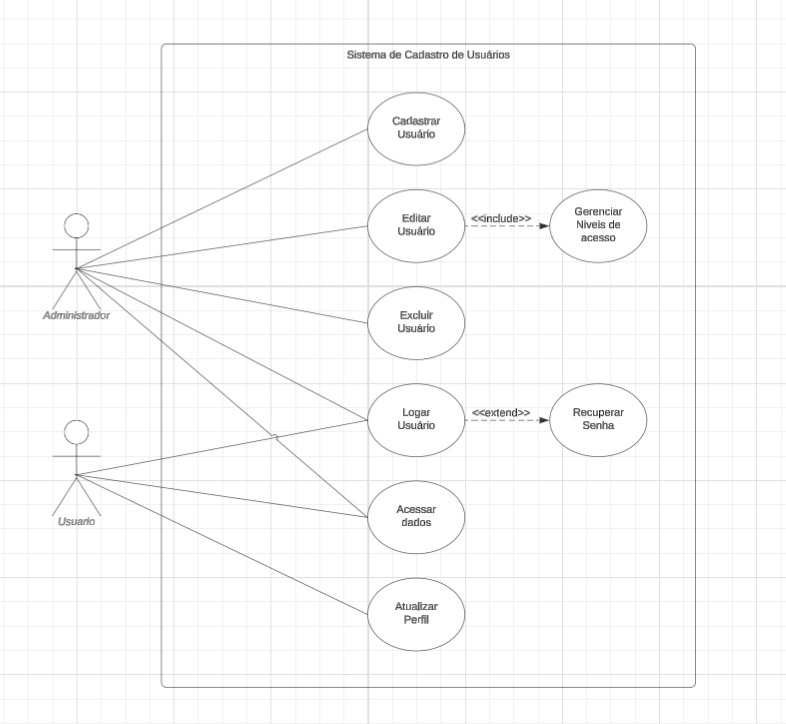 Sistema de Cadastro de Usuários
Cadastrar
Usuário
Editar
Usuário
<<include>>
Gerenciar
Niveis de
acesso
Excluir
Usuário
Administrador
Logar
Usuário
<<extend>>
Recuperar
Senha
Usuario
Acessar
dados
Atualizar
Perfil